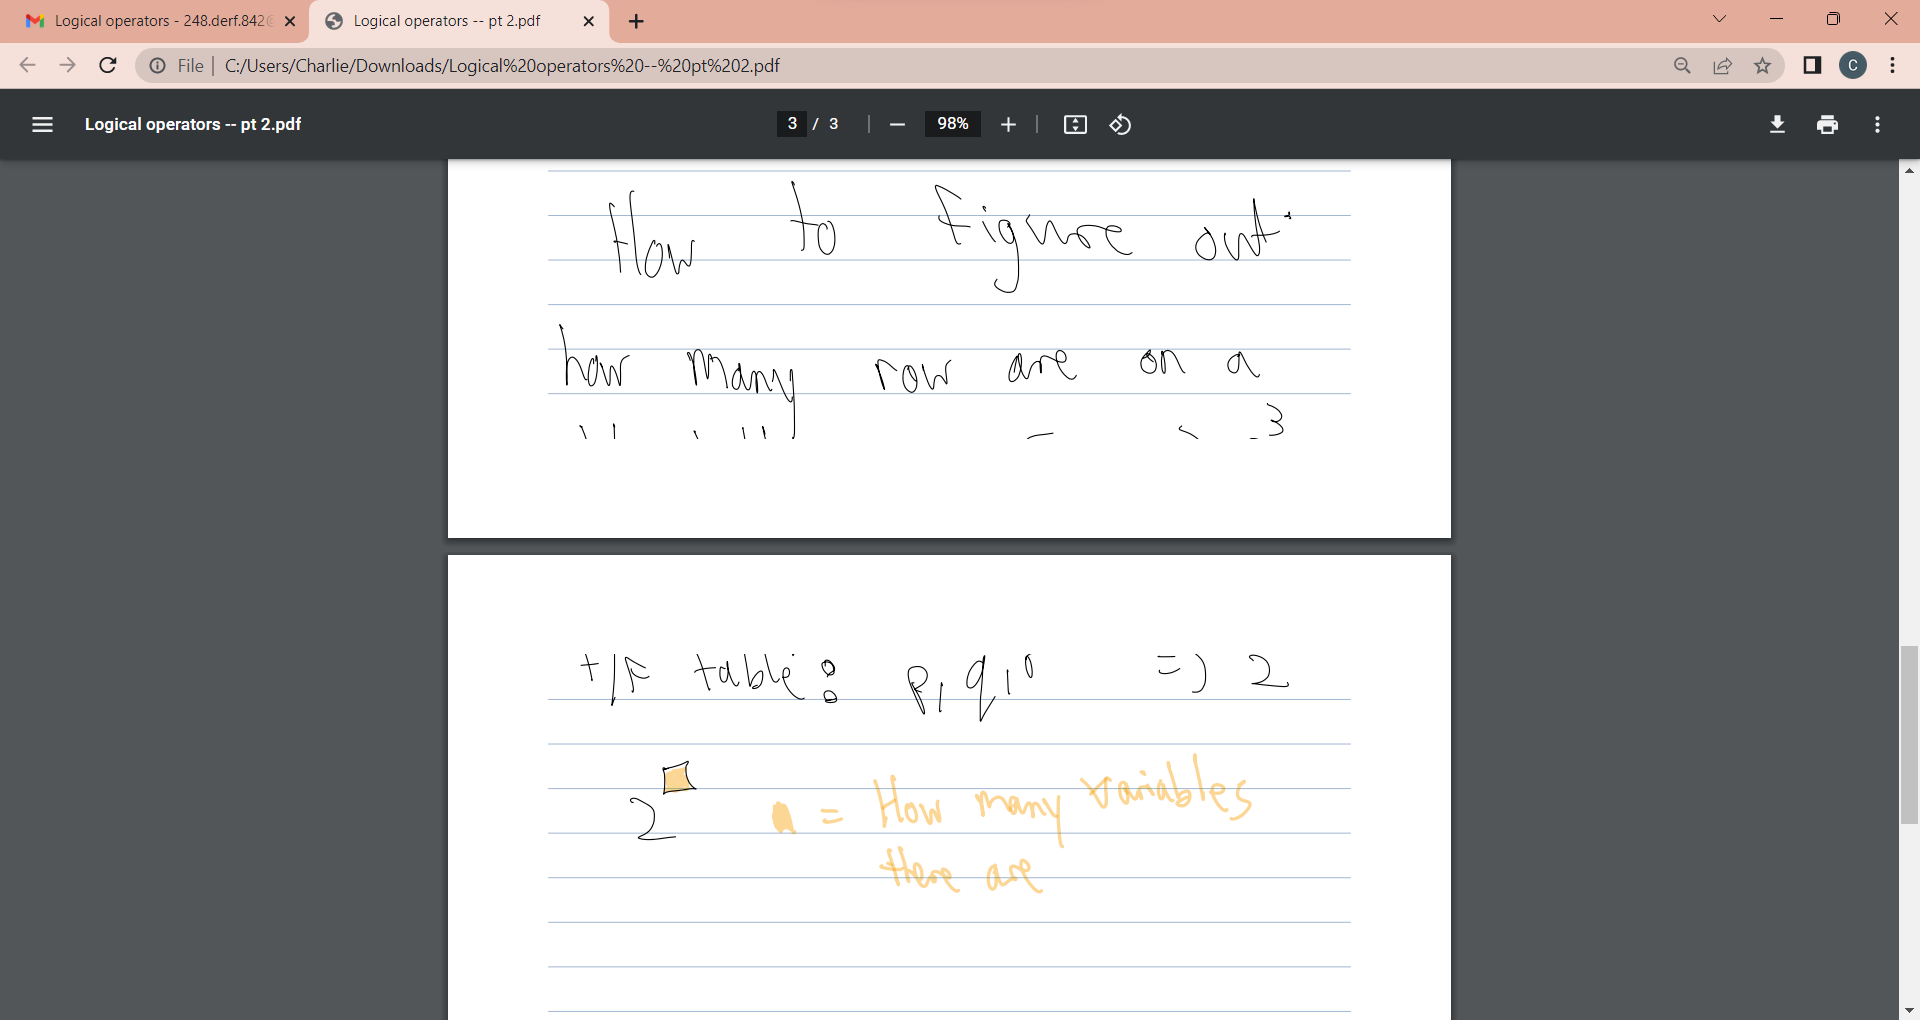 Logical operators - 248.derf.842@
Logical operators -- pt 2.pdf
File | C:/Users/Charlie/Downloads/Logical%20operators%20--%20pt%202.pdf
C
Logical operators -- pt 2.pdf
3 / 3
98%
How to Figure out
how many row are on a
3
t/F table: p, q,
=) 2
2
= How many variables
there are